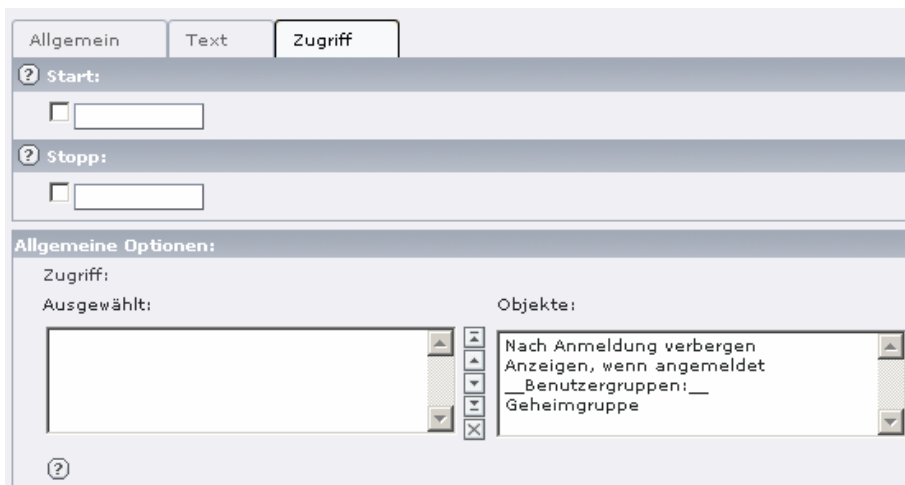 Allgemein Text Zugriff
Start:
Stopp:
Allgemeine Optionen:
Zugriff:
Ausgewählt: Objekte:
Nach Anmeldung verbergen
Anzeigen, wenn angemeldet
__Benutzergruppen:__
Geheimgruppe